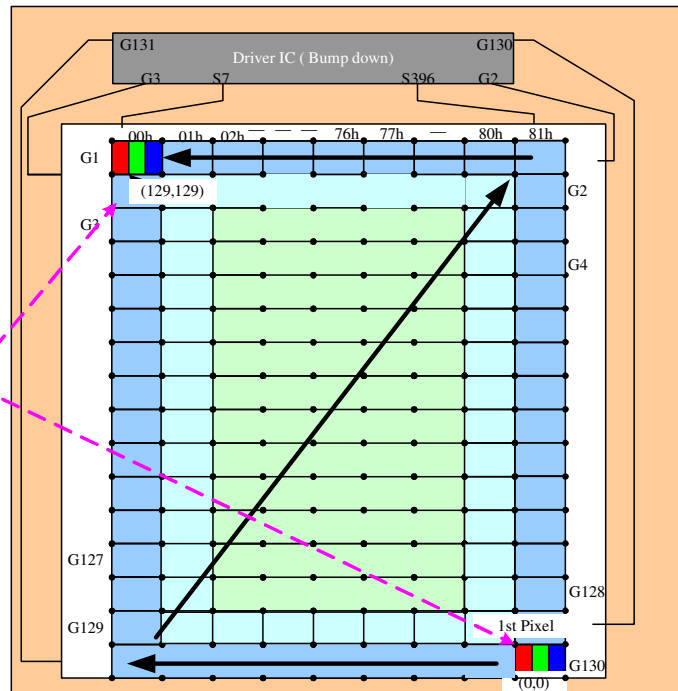 G131 G130
Driver IC ( Bump down)
G3 S7 S396 G2
00h 01h 02h — — — — 76h 77h — 80h 81h
G1
(129,129) G2
G3
G4
G127
G128
1st Pixel
G129
G130
(0,0)